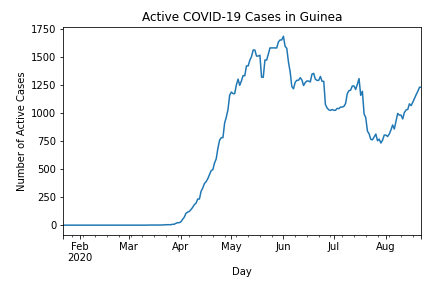 Active COVID-19 Cases in Guinea
Number of Active Cases
1750
1500
1250
1000
750
500
250
0
Feb Mar Apr May Jun Jul Aug
2020
Day